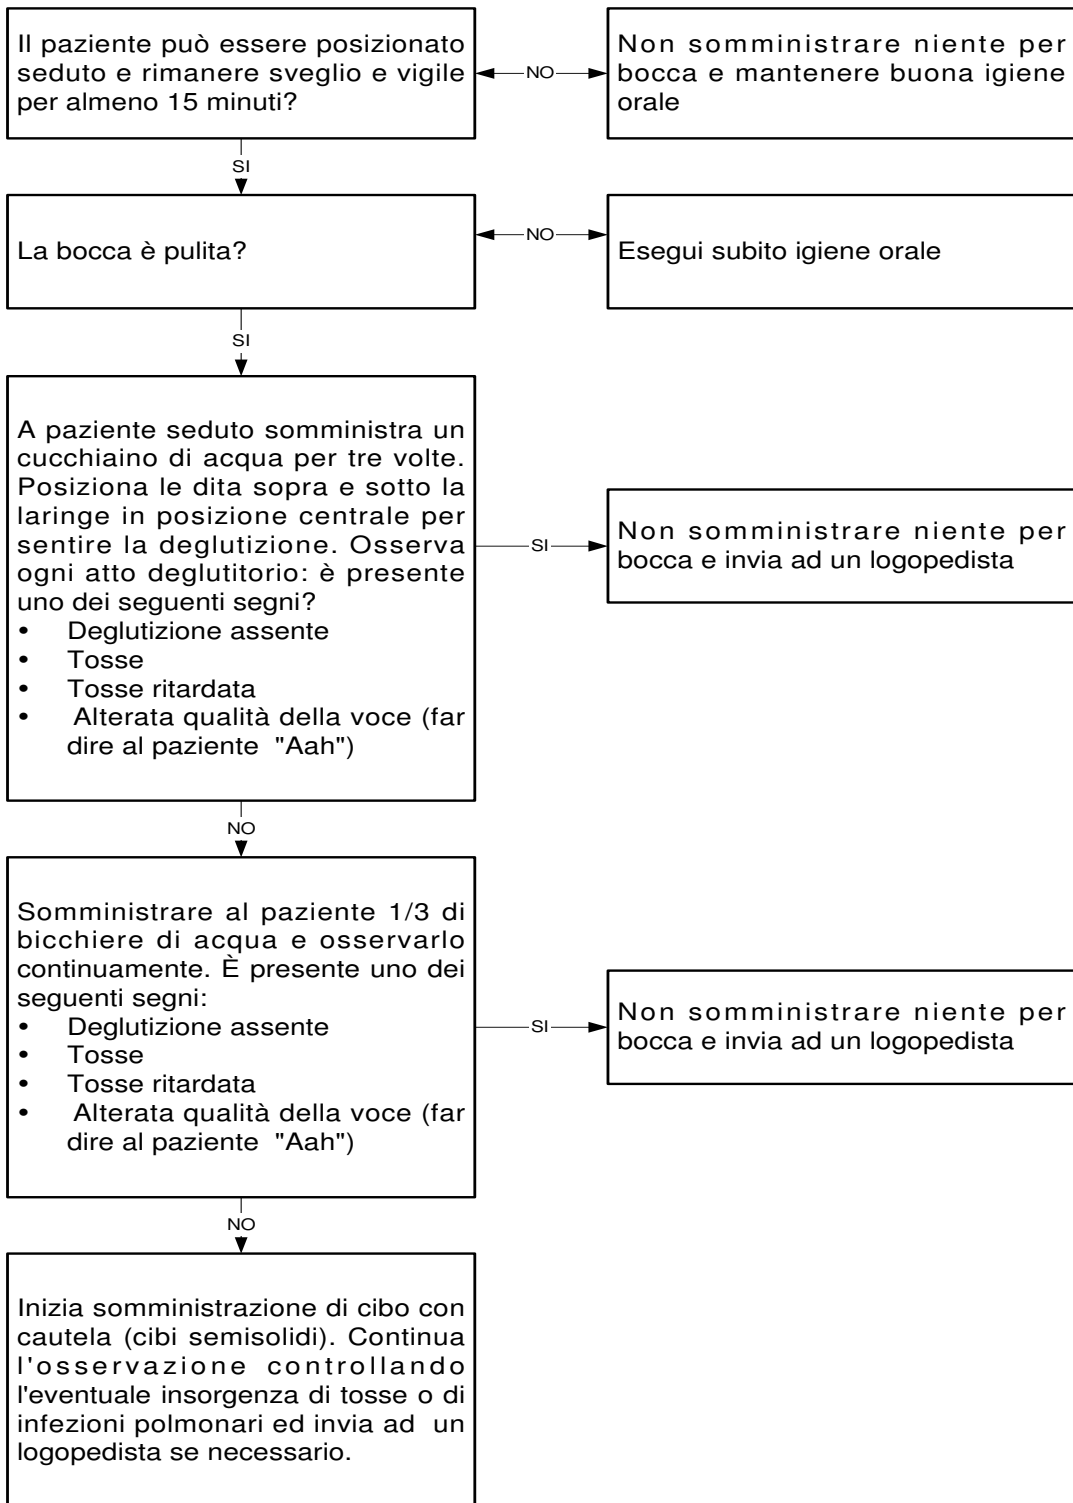 Il paziente può essere posizionato
seduto e rimanere sveglio e vigile
per almeno 15 minuti?
NO
Non somministrare niente per
bocca e mantenere buona igiene
orale
SI
La bocca è pulita?
NO
Esegui subito igiene orale
SI
A paziente seduto somministra un
cucchiaino di acqua per tre volte.
Posiziona le dita sopra e sotto la
laringe in posizione centrale per
sentire la deglutizione. Osserva
ogni atto deglutitorio: è presente
uno dei seguenti segni?
• Deglutizione assente
• Tosse
• Tosse ritardata
• Alterata qualità della voce (far
dire al paziente "Aah")
SI
Non somministrare niente per
bocca e invia ad un logopedista
NO
Somministrare al paziente 1/3 di
bicchiere di acqua e osservarlo
continuamente. È presente uno dei
seguenti segni:
• Deglutizione assente
• Tosse
• Tosse ritardata
• Alterata qualità della voce (far
dire al paziente "Aah")
SI
Non somministrare niente per
bocca e invia ad un logopedista
NO
Inizia somministrazione di cibo con
cautela (cibi semisolidi). Continua
l'osservazione controllando
l'eventuale insorgenza di tosse o di
infezioni polmonari ed invia ad un
logopedista se necessario.